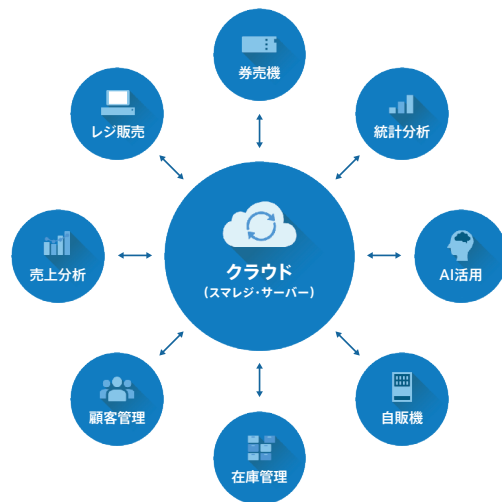 券売機
レジ販売
統計分析
クラウド
(スマレジ・サーバー)
売上分析
AI活用
顧客管理
自販機
在庫管理